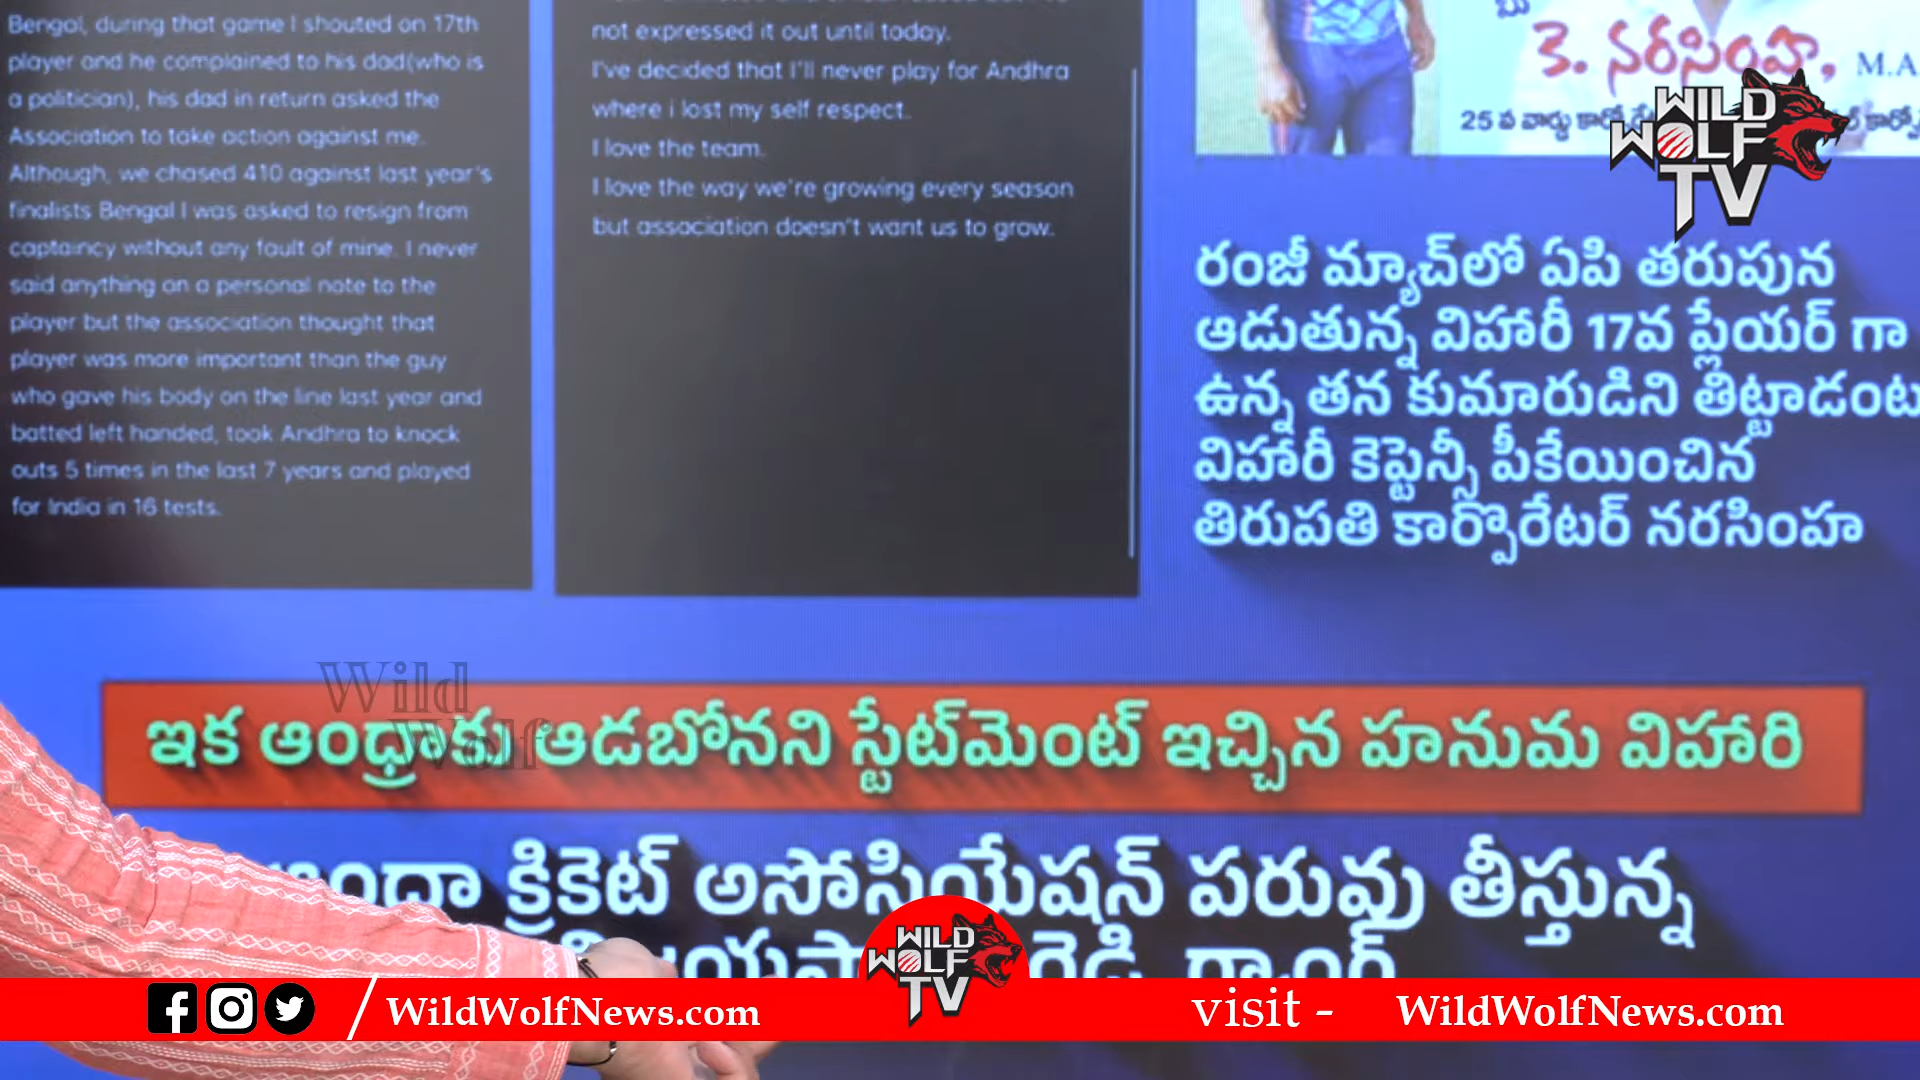 Bengal, during that game I shouted on 17th
player and he complained to his dad(who is
a politician), his dad in return asked the
Association to take action against me.
Although, we chased 410 against last year's
finalists Bengal I was asked to resign from
captaincy without any fault of mine. I never
said anything on a personal note to the
player but the association thought that
player was more important than the guy
who gave his body on the line last year and
batted left handed, took Andhra to knock
outs 5 times in the last 7 years and played
for India in 16 tests.
not expressed it out until today.
I've decided that I'll never play for Andhra
where i lost my self respect.
I love the team.
I love the way we're growing every season
but association doesn't want us to grow.
కె. నరసింహ, M.A
25 వ వార్డు
WILD
WOLF
TV
రంజీ మ్యాచ్‌లో ఏపి తరుపున
ఆడుతున్న విహారీ 17వ ప్లేయర్ గా
ఉన్న తన కుమారుడిని తిట్టాడంట
విహారీ కెప్టెన్సీ పీకేయించిన
తిరుపతి కార్పొరేటర్ నరసింహ
Wild
Wolf
ఇక ఆంధ్రాకు ఆడబోనని స్టేట్‌మెంట్ ఇచ్చిన హనుమ విహారి
క్రికెట్ అసోసియేషన్ పరువు తీస్తున్న
WILD
WOLF
TV
WildWolfNews.com
visit - WildWolfNews.com